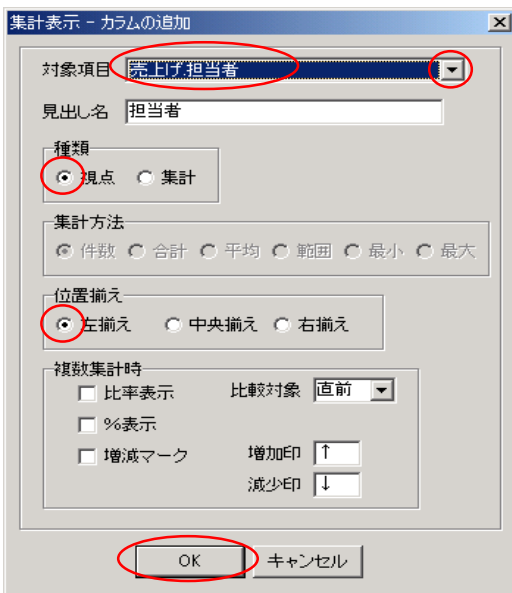 集計表示 - カラムの追加
対象項目 売上げ.担当者
見出し名 担当者
種類
視点 集計
集計方法
件数 合計 平均 範囲 最小 最大
位置揃え
左揃え 中央揃え 右揃え
複数集計時
比率表示 比較対象 直前
%表示
増減マーク 増加印 ↑
減少印 ↓
OK キャンセル